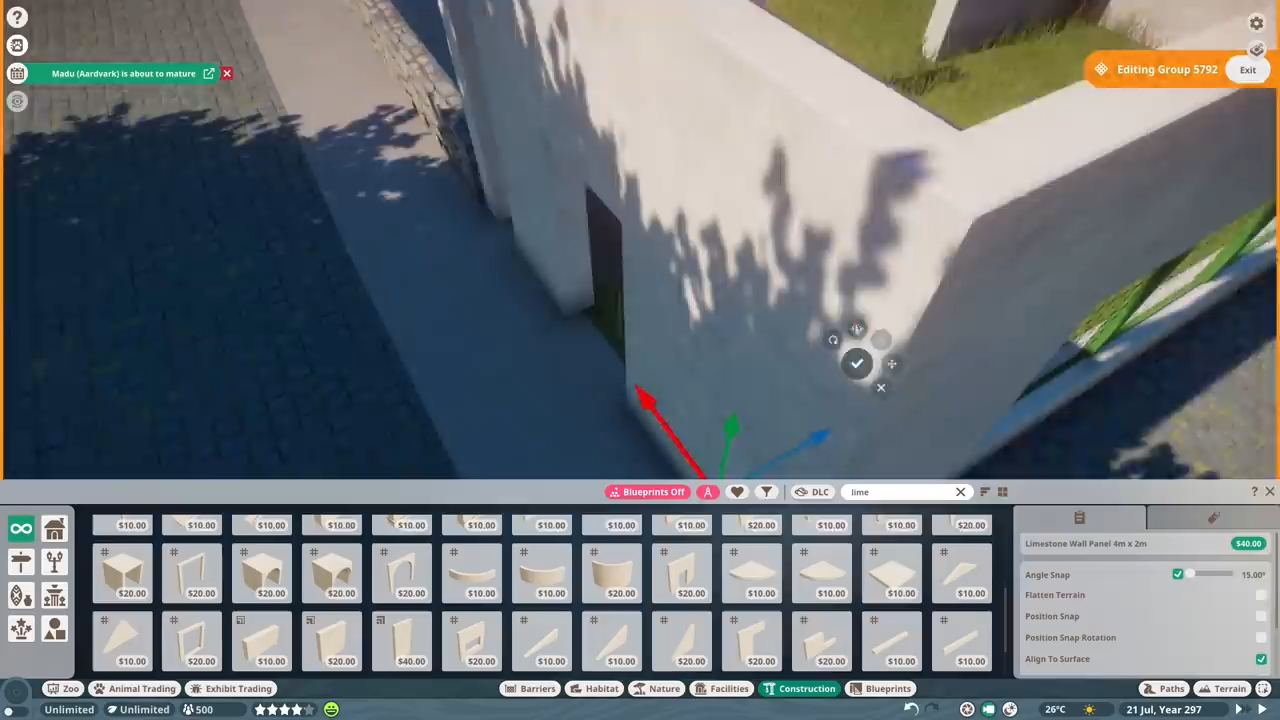 Madu (Aardvark) is about to mature
Editing Group 5792
Exit
Blueprints Off
DLC
lime
$10.00 $10.00 $10.00 $10.00 $10.00 $10.00 $10.00 $10.00 $10.00 $20.00 $10.00 $10.00 $20.00
Limestone Wall Panel 4m x 2m $40.00
$20.00 $20.00 $20.00 $20.00 $20.00 $10.00 $10.00 $10.00 $20.00 $10.00 $10.00 $10.00 $10.00
Angle Snap 15.00°
Flatten Terrain
Position Snap
Position Snap Rotation
Align To Surface
$10.00 $20.00 $10.00 $20.00 $40.00 $20.00 $10.00 $10.00 $20.00 $20.00 $20.00 $10.00 $10.00
Zoo Animal Trading Exhibit Trading Barriers Habitat Nature Facilities Construction Blueprints Paths Terrain
Unlimited Unlimited 500 26°C 21 Jul, Year 297